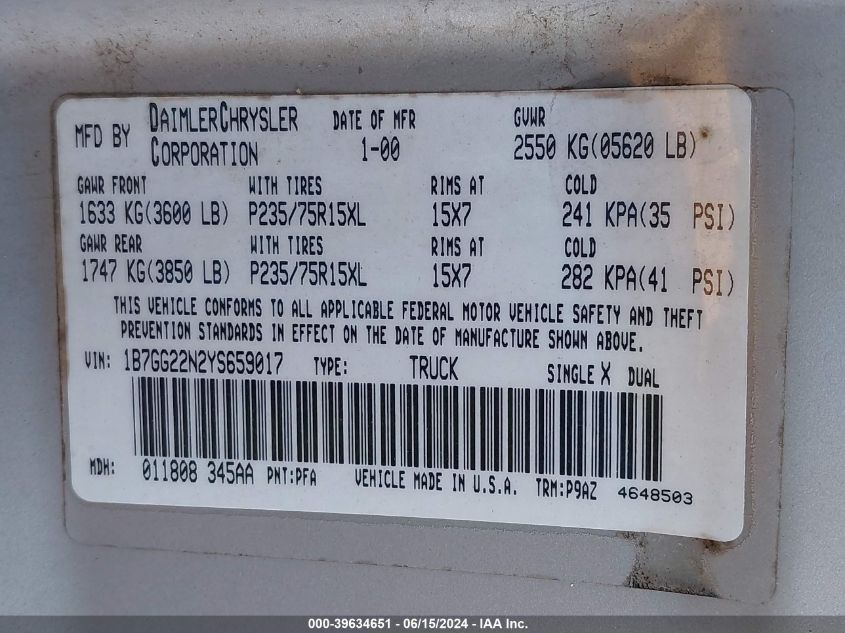 MFD BY DAIMLERCHRYSLER CORPORATION DATE OF MFR 1-00 GVWR 2550 KG(05620 LB)
GAWR FRONT WITH TIRES RIMS AT COLD
1633 KG(3600 LB) P235/75R15XL 15X7 241 KPA(35 PSI)
GAWR REAR WITH TIRES RIMS AT COLD
1747 KG(3850 LB) P235/75R15XL 15X7 282 KPA(41 PSI)
THIS VEHICLE CONFORMS TO ALL APPLICABLE FEDERAL MOTOR VEHICLE SAFETY AND THEFT
PREVENTION STANDARDS IN EFFECT ON THE DATE OF MANUFACTURE SHOWN ABOVE.
VIN: 1B7GG22N2YS659017 TYPE: TRUCK SINGLE X DUAL
MDH: 011808 345AA PNT:PFA VEHICLE MADE IN U.S.A. TRM:P9AZ 4648503
000-39634651 - 06/15/2024 - IAA Inc.